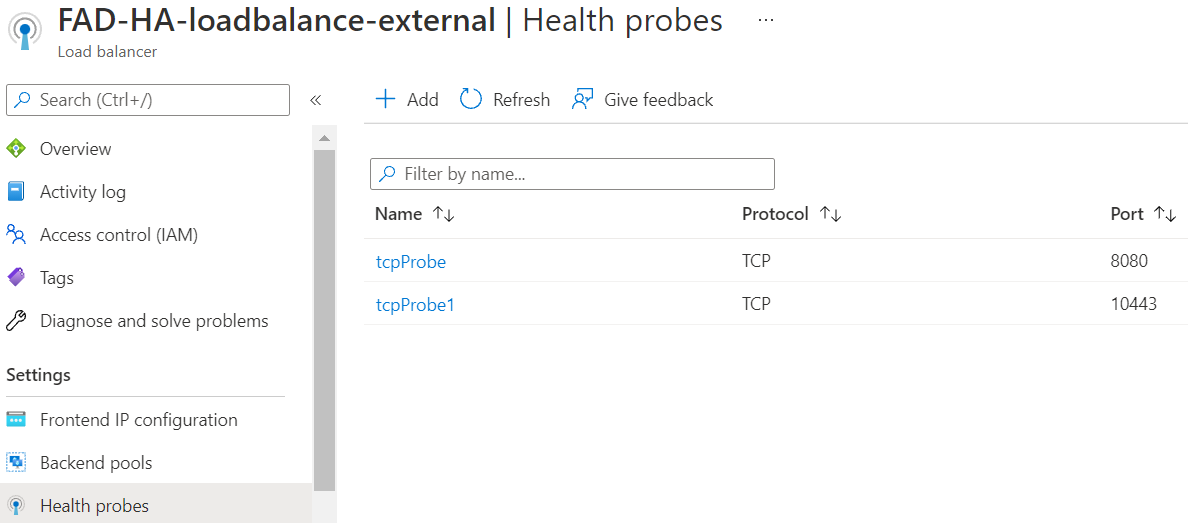 FAD-HA-loadbalance-external | Health probes ...
Load balancer
Search (Ctrl+/) «
Add Refresh Give feedback
Overview
Activity log
Access control (IAM)
Tags
Diagnose and solve problems
Settings
Frontend IP configuration
Backend pools
Health probes
Filter by name...
Name Protocol Port
tcpProbe TCP 8080
tcpProbe1 TCP 10443